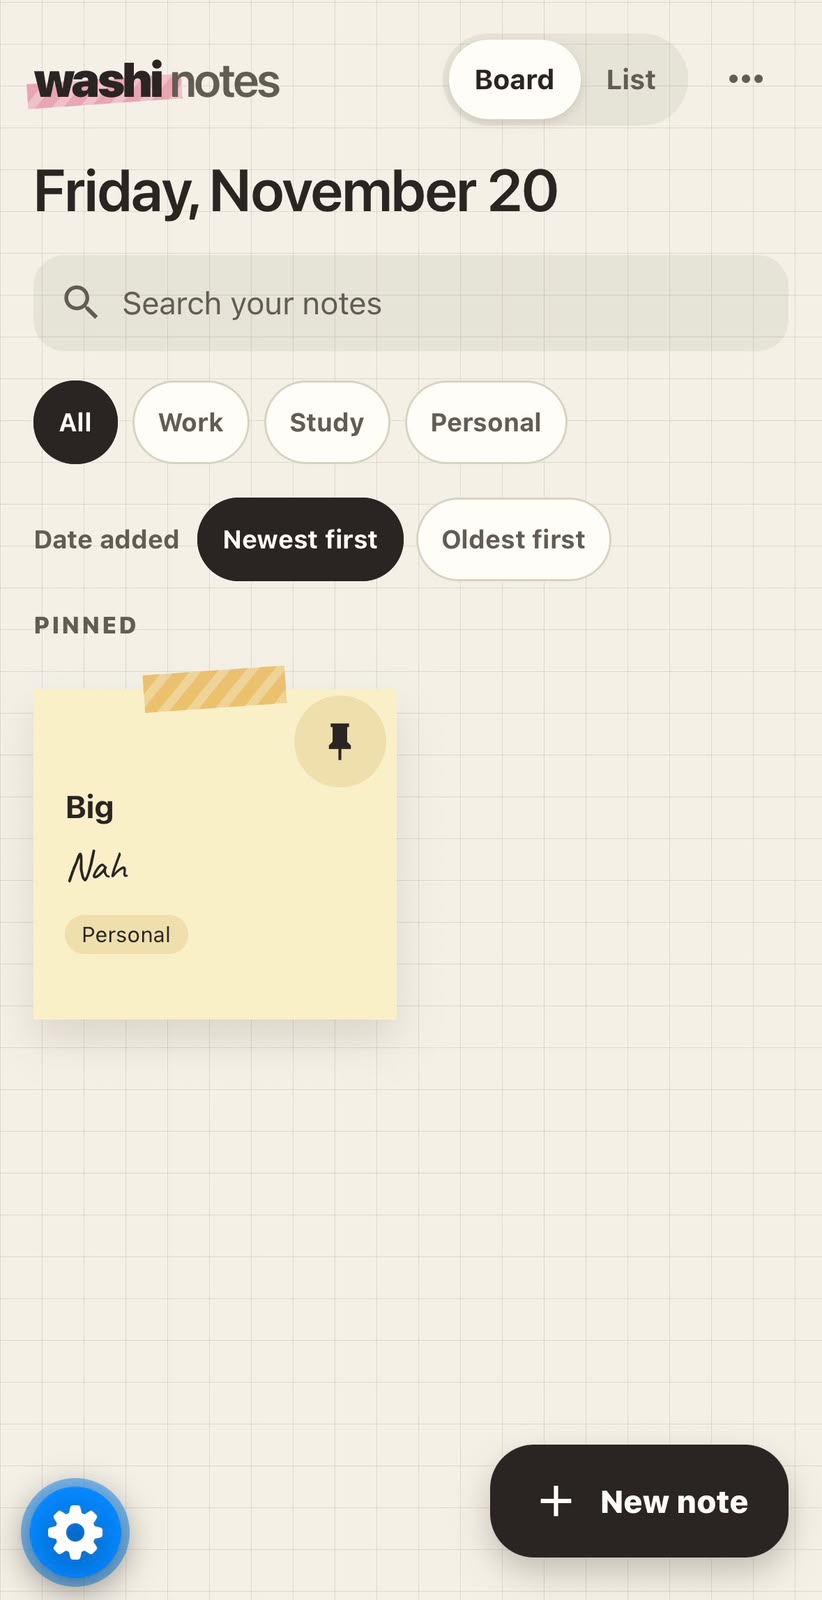 washi notes
Board
List
Friday, November 20
Search your notes
All
Work
Study
Personal
Date added
Newest first
Oldest first
PINNED
Big
Nah
Personal
New note